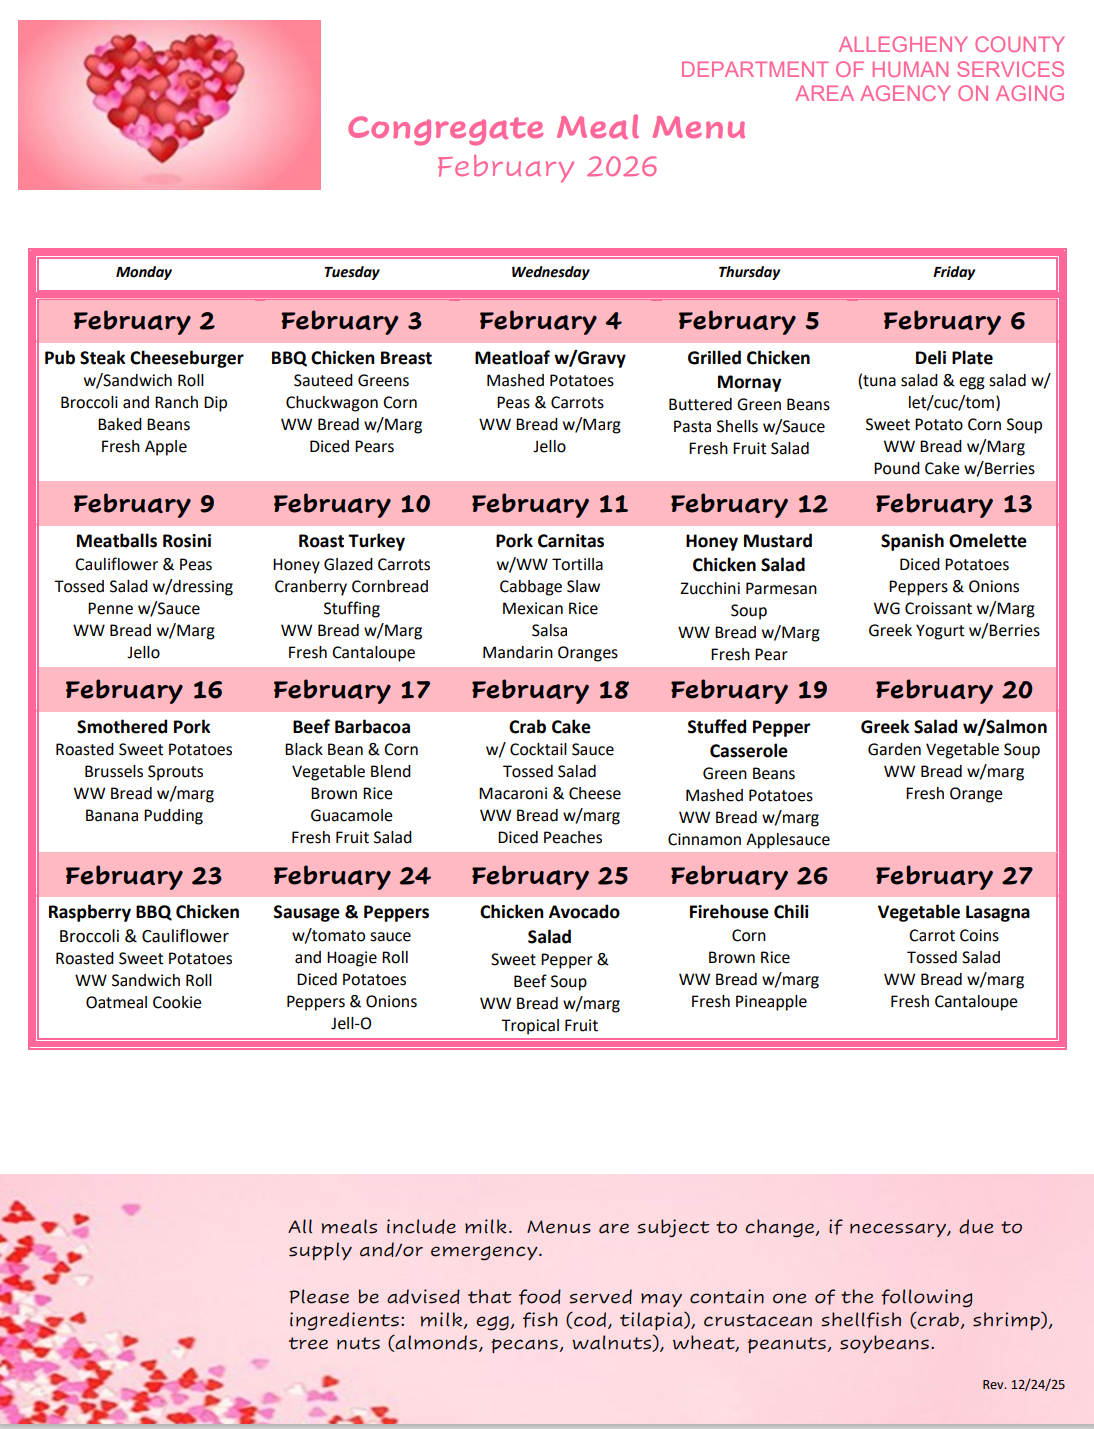 ALLEGHENY COUNTY
DEPARTMENT OF HUMAN SERVICES
AREA AGENCY ON AGING
Congregate Meal Menu
February 2026
Monday
Tuesday
Wednesday
Thursday
Friday
February 2
Pub Steak Cheeseburger
w/Sandwich Roll
Broccoli and Ranch Dip
Baked Beans
Fresh Apple
February 3
BBQ Chicken Breast
Sauteed Greens
Chuckwagon Corn
WW Bread w/Marg
Diced Pears
February 4
Meatloaf w/Gravy
Mashed Potatoes
Peas & Carrots
WW Bread w/Marg
Jello
February 5
Grilled Chicken
Mornay
Buttered Green Beans
Pasta Shells w/Sauce
Fresh Fruit Salad
February 6
Deli Plate
(tuna salad & egg salad w/
let/cuc/tom)
Sweet Potato Corn Soup
WW Bread w/Marg
Pound Cake w/Berries
February 9
Meatballs Rosini
Cauliflower & Peas
Tossed Salad w/dressing
Penne w/Sauce
WW Bread w/Marg
Jello
February 10
Roast Turkey
Honey Glazed Carrots
Cranberry Cornbread
Stuffing
WW Bread w/Marg
Fresh Cantaloupe
February 11
Pork Carnitas
w/WW Tortilla
Cabbage Slaw
Mexican Rice
Salsa
Mandarin Oranges
February 12
Honey Mustard
Chicken Salad
Zucchini Parmesan
Soup
WW Bread w/Marg
Fresh Pear
February 13
Spanish Omelette
Diced Potatoes
Peppers & Onions
WG Croissant w/Marg
Greek Yogurt w/Berries
February 16
Smothered Pork
Roasted Sweet Potatoes
Brussels Sprouts
WW Bread w/marg
Banana Pudding
February 17
Beef Barbacoa
Black Bean & Corn
Vegetable Blend
Brown Rice
Guacamole
Fresh Fruit Salad
February 18
Crab Cake
w/ Cocktail Sauce
Tossed Salad
Macaroni & Cheese
WW Bread w/marg
Diced Peaches
February 19
Stuffed Pepper
Casserole
Green Beans
Mashed Potatoes
WW Bread w/marg
Cinnamon Applesauce
February 20
Greek Salad w/Salmon
Garden Vegetable Soup
WW Bread w/marg
Fresh Orange
February 23
Raspberry BBQ Chicken
Broccoli & Cauliflower
Roasted Sweet Potatoes
WW Sandwich Roll
Oatmeal Cookie
February 24
Sausage & Peppers
w/tomato sauce
and Hoagie Roll
Diced Potatoes
Peppers & Onions
Jell-O
February 25
Chicken Avocado
Salad
Sweet Pepper &
Beef Soup
WW Bread w/marg
Tropical Fruit
February 26
Firehouse Chili
Corn
Brown Rice
WW Bread w/marg
Fresh Pineapple
February 27
Vegetable Lasagna
Carrot Coins
Tossed Salad
WW Bread w/marg
Fresh Cantaloupe
All meals include milk. Menus are subject to change, if necessary, due to
supply and/or emergency.
Please be advised that food served may contain one of the following
ingredients: milk, egg, fish (cod, tilapia), crustacean shellfish (crab, shrimp),
tree nuts (almonds, pecans, walnuts), wheat, peanuts, soybeans.
Rev. 12/24/25